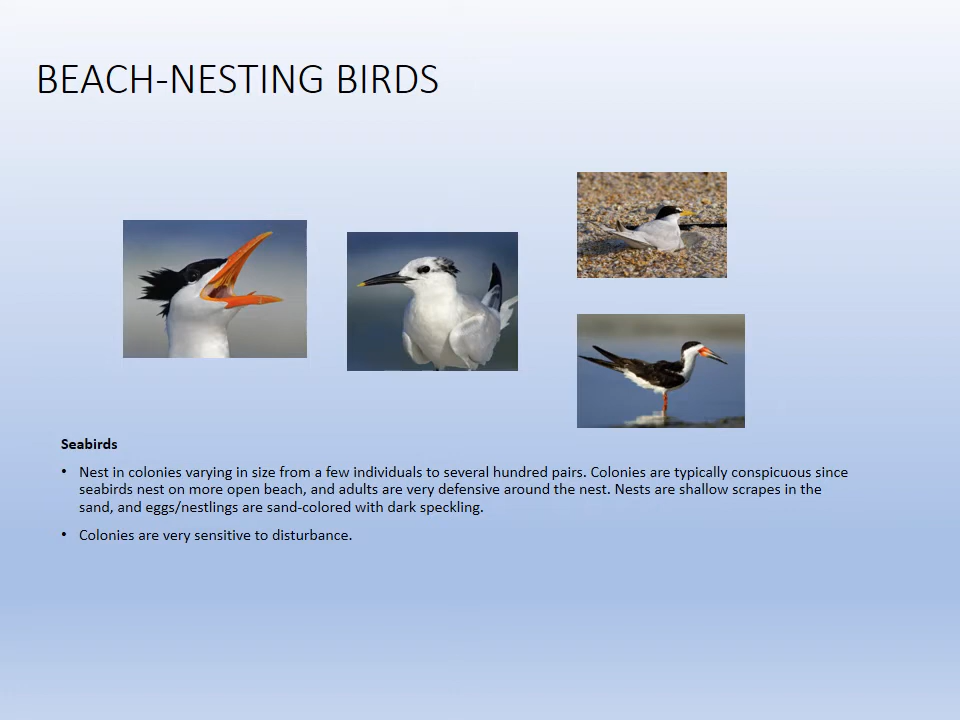 BEACH-NESTING BIRDS
Seabirds
• Nest in colonies varying in size from a few individuals to several hundred pairs. Colonies are typically conspicuous since
seabirds nest on more open beach, and adults are very defensive around the nest. Nests are shallow scrapes in the
sand, and eggs/nestlings are sand-colored with dark speckling.
• Colonies are very sensitive to disturbance.